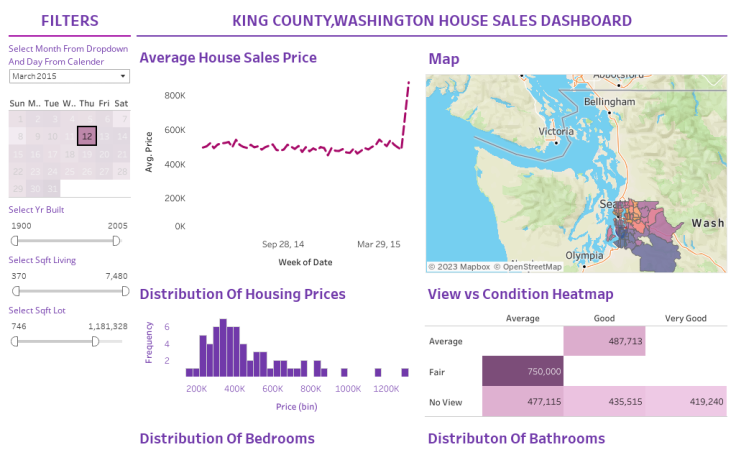 FILTERS
KING COUNTY,WASHINGTON HOUSE SALES DASHBOARD
Select Month From Dropdown
And Day From Calender
March 2015
Sun M.. Tue W.. Thu Fri Sat
1 2 3 4 5 6 7
8 9 10 11 12 13 14
15 16 17 18 19 20 21
22 23 24 25 26 27 28
29 30 31
Select Yr Built
1900 2005
Select Sqft Living
370 7,480
Select Sqft Lot
746 1,181,328
Average House Sales Price
Avg. Price
800K
600K
400K
200K
0K
Sep 28, 14 Mar 29, 15
Week of Date
Map
Abbotsford
Bellingham
Victoria
Sea
Wash
Olympia
© 2023 Mapbox © OpenStreetMap
Distribution Of Housing Prices
Frequency
6
4
2
200K 400K 600K 800K 1000K 1200K
Price (bin)
View vs Condition Heatmap
Average Good Very Good
Average 487,713
Fair 750,000
No View 477,115 435,515 419,240
Distribution Of Bedrooms
Distributon Of Bathrooms